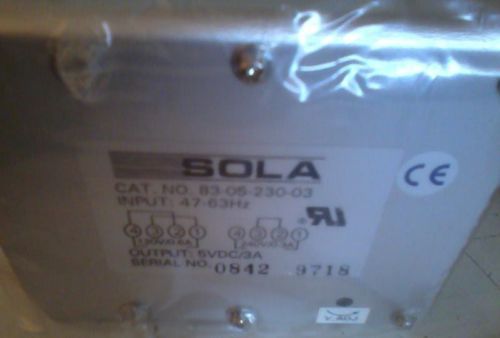 SOLA
CE
CAT. NO. 83-05-230-03
INPUT: 47-63Hz
4 3 2 1 4 3 2 1
OUTPUT: 5VDC/3A
SERIAL NO. 0842 9718
V. ADJ